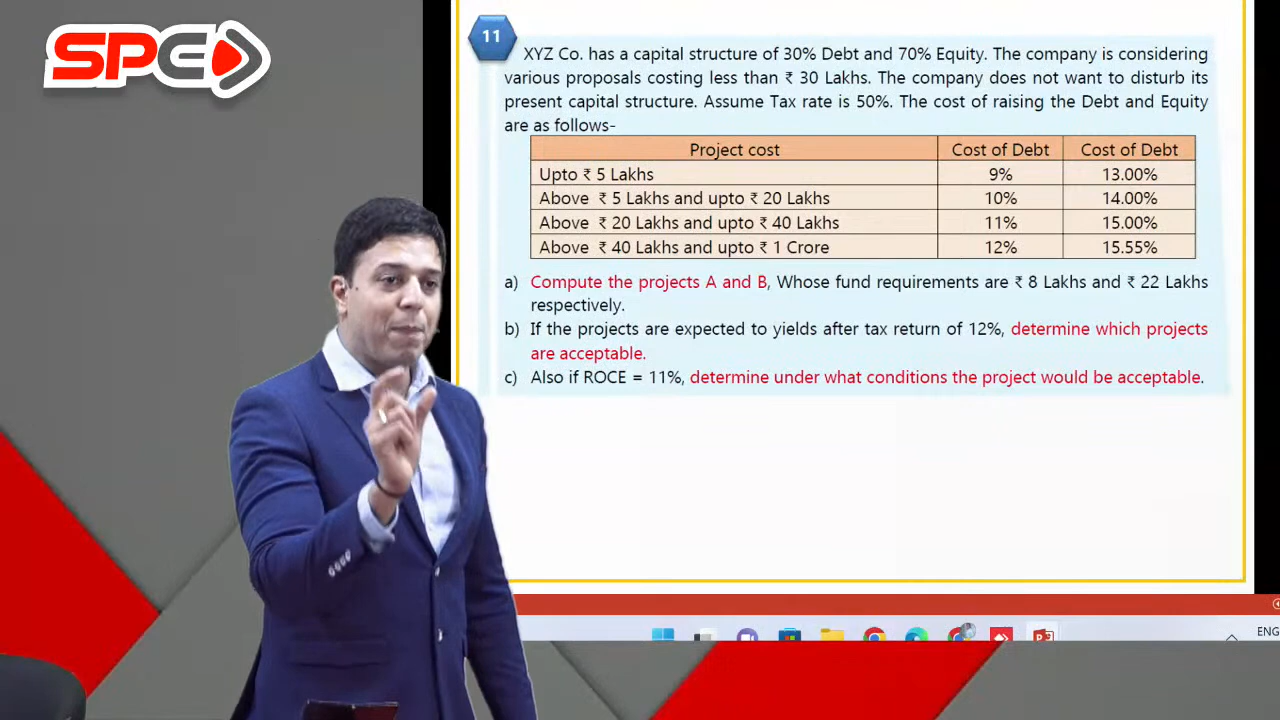 SPC
11
XYZ Co. has a capital structure of 30% Debt and 70% Equity. The company is considering
various proposals costing less than ₹ 30 Lakhs. The company does not want to disturb its
present capital structure. Assume Tax rate is 50%. The cost of raising the Debt and Equity
are as follows-
Project cost Cost of Debt Cost of Debt
Upto ₹ 5 Lakhs 9% 13.00%
Above ₹ 5 Lakhs and upto ₹ 20 Lakhs 10% 14.00%
Above ₹ 20 Lakhs and upto ₹ 40 Lakhs 11% 15.00%
Above ₹ 40 Lakhs and upto ₹ 1 Crore 12% 15.55%
a) Compute the projects A and B, Whose fund requirements are ₹ 8 Lakhs and ₹ 22 Lakhs
respectively.
b) If the projects are expected to yields after tax return of 12%, determine which projects
are acceptable.
c) Also if ROCE = 11%, determine under what conditions the project would be acceptable.
ENG